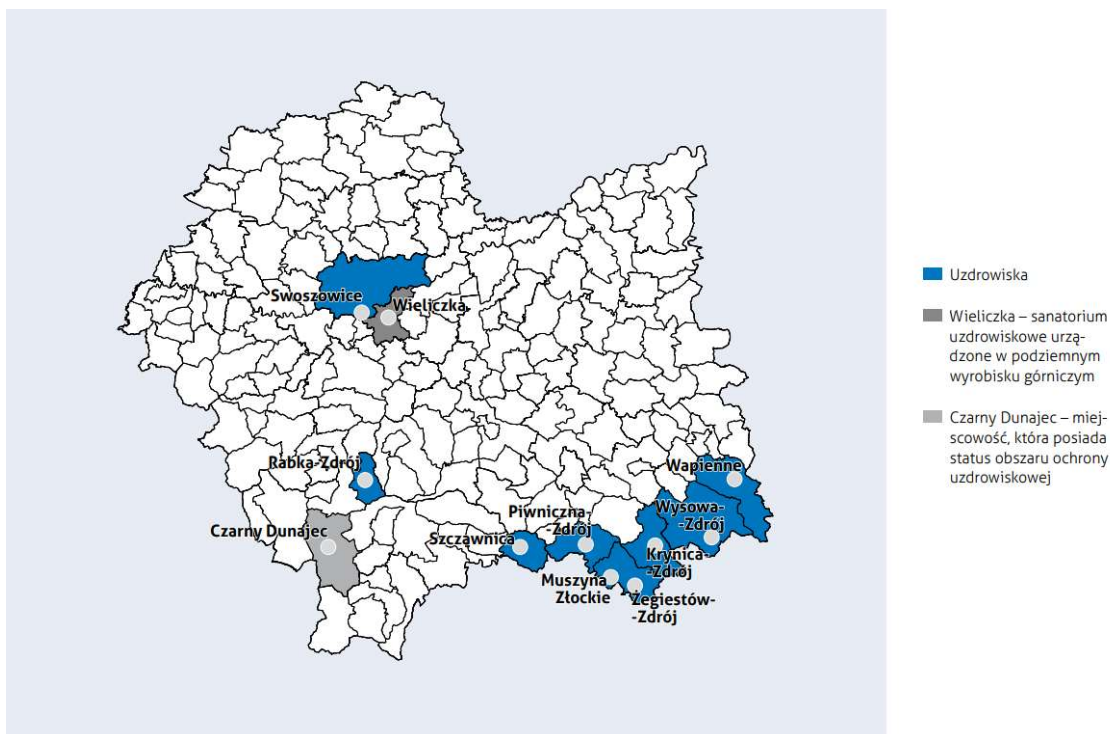 Swoszowice
Wieliczka
Rabka-Zdrój
Czarny Dunajec
Szczawnica
Piwniczna-
-Zdrój
Muszyna
Złockie
Żegiestów-
-Zdrój
Krynica-
-Zdrój
Wysowa-
-Zdrój
Wapienne
Uzdrowiska
Wieliczka – sanatorium
uzdrowiskowe urzą-
dzone w podziemnym
wyrobisku górniczym
Czarny Dunajec – miej-
scowość, która posiada
status obszaru ochrony
uzdrowiskowej